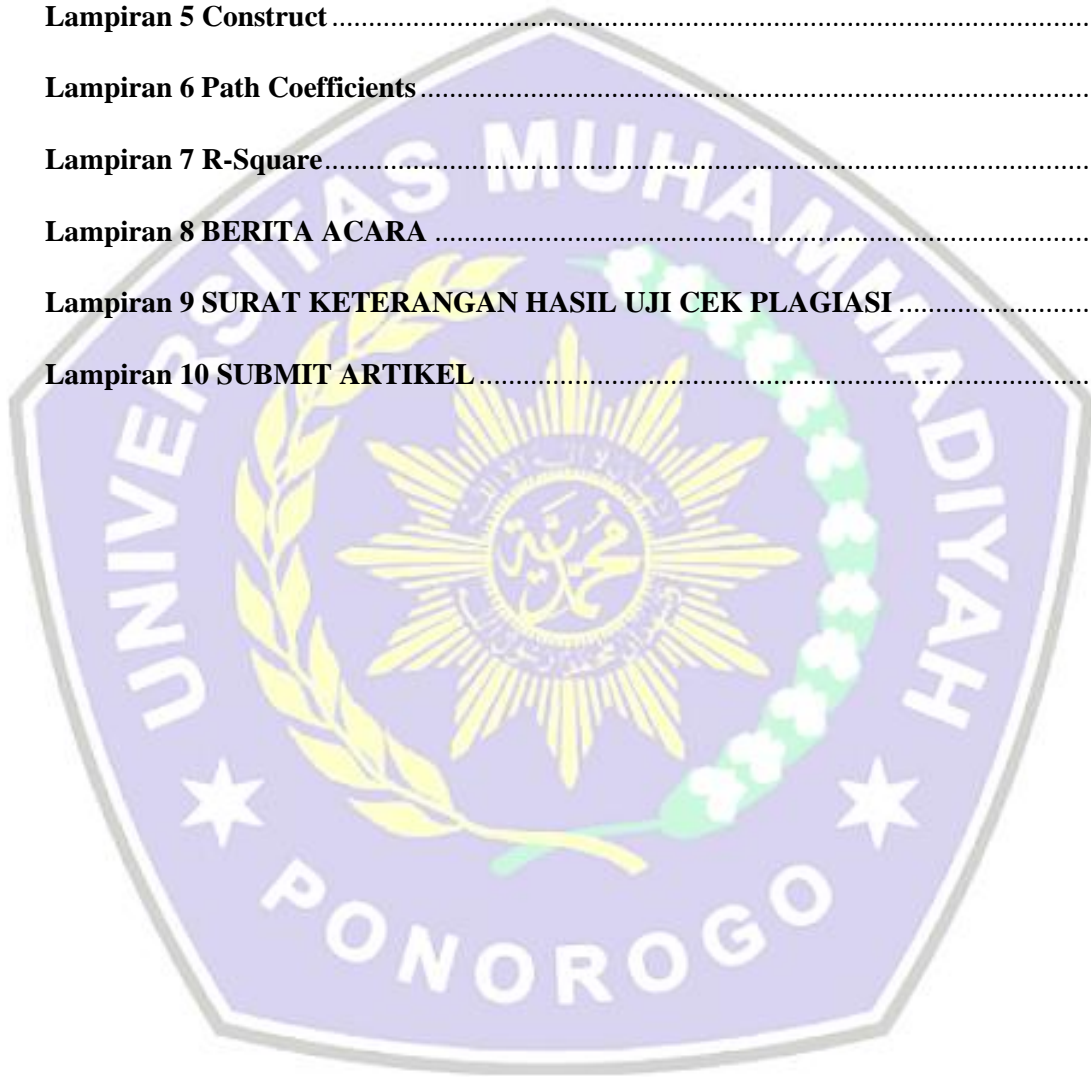 Lampiran 5 Construct
Lampiran 6 Path Coefficients
Lampiran 7 R-Square
Lampiran 8 BERITA ACARA
Lampiran 9 SURAT KETERANGAN HASIL UJI CEK PLAGIASI
Lampiran 10 SUBMIT ARTIKEL
UNIVERSITAS MUHAMMADIYAH
PONOROGO